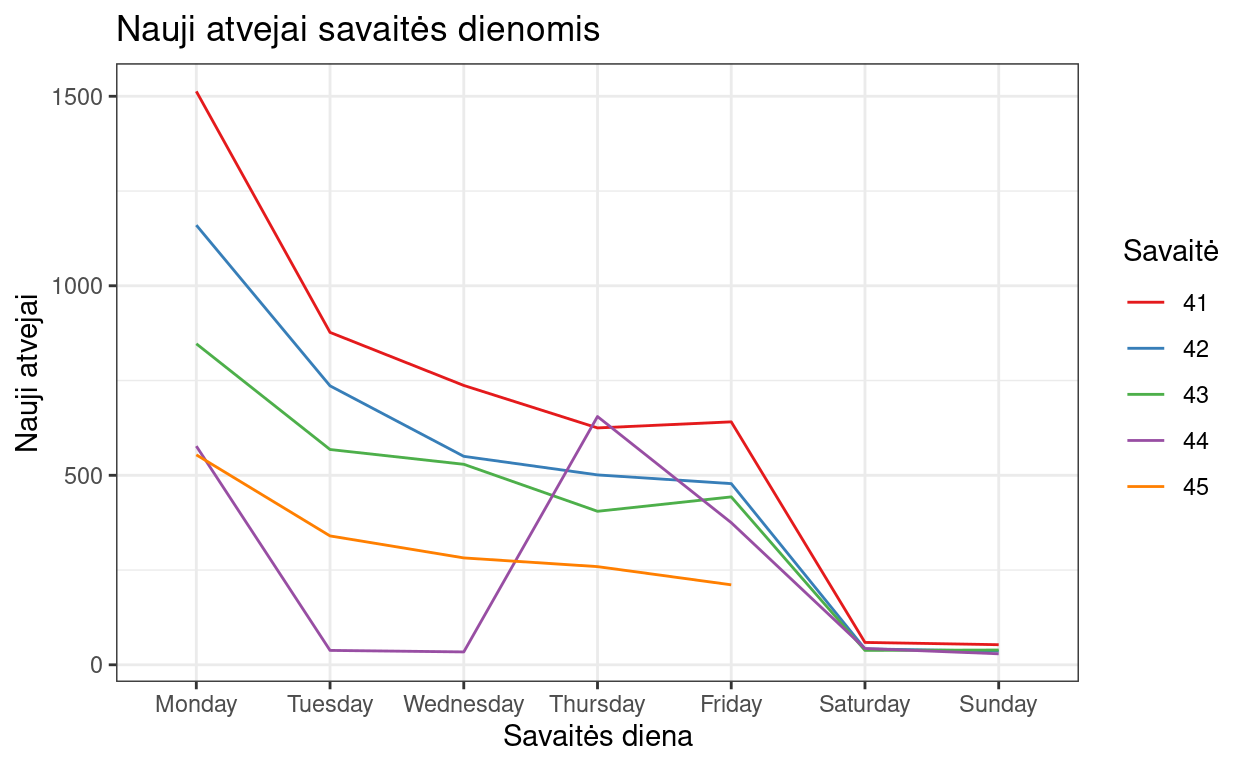 Nauji atvejai savaitės dienomis
Nauji atvejai
1500
1000
500
0
Monday Tuesday Wednesday Thursday Friday Saturday Sunday
Savaitės diena
Savaitė
41
42
43
44
45